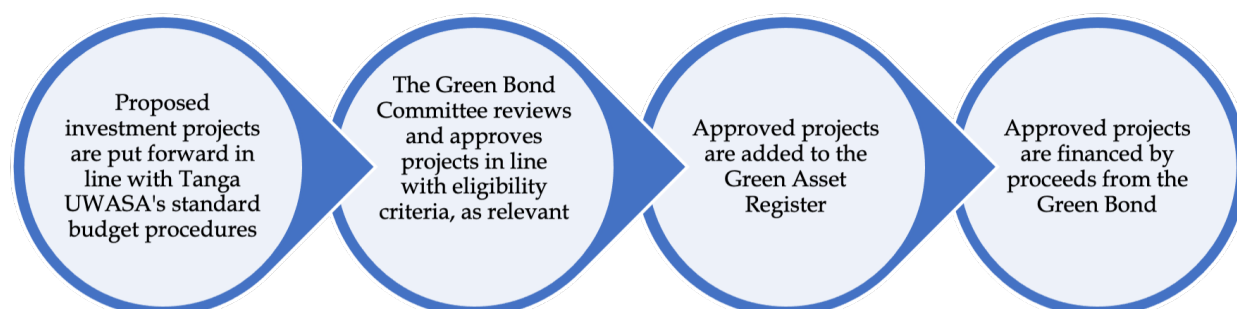 Proposed
investment projects
are put forward in
line with Tanga
UWASA's standard
budget procedures
The Green Bond
Committee reviews
and approves
projects in line
with eligibility
criteria, as relevant
Approved projects
are added to the
Green Asset
Register
Approved projects
are financed by
proceeds from the
Green Bond